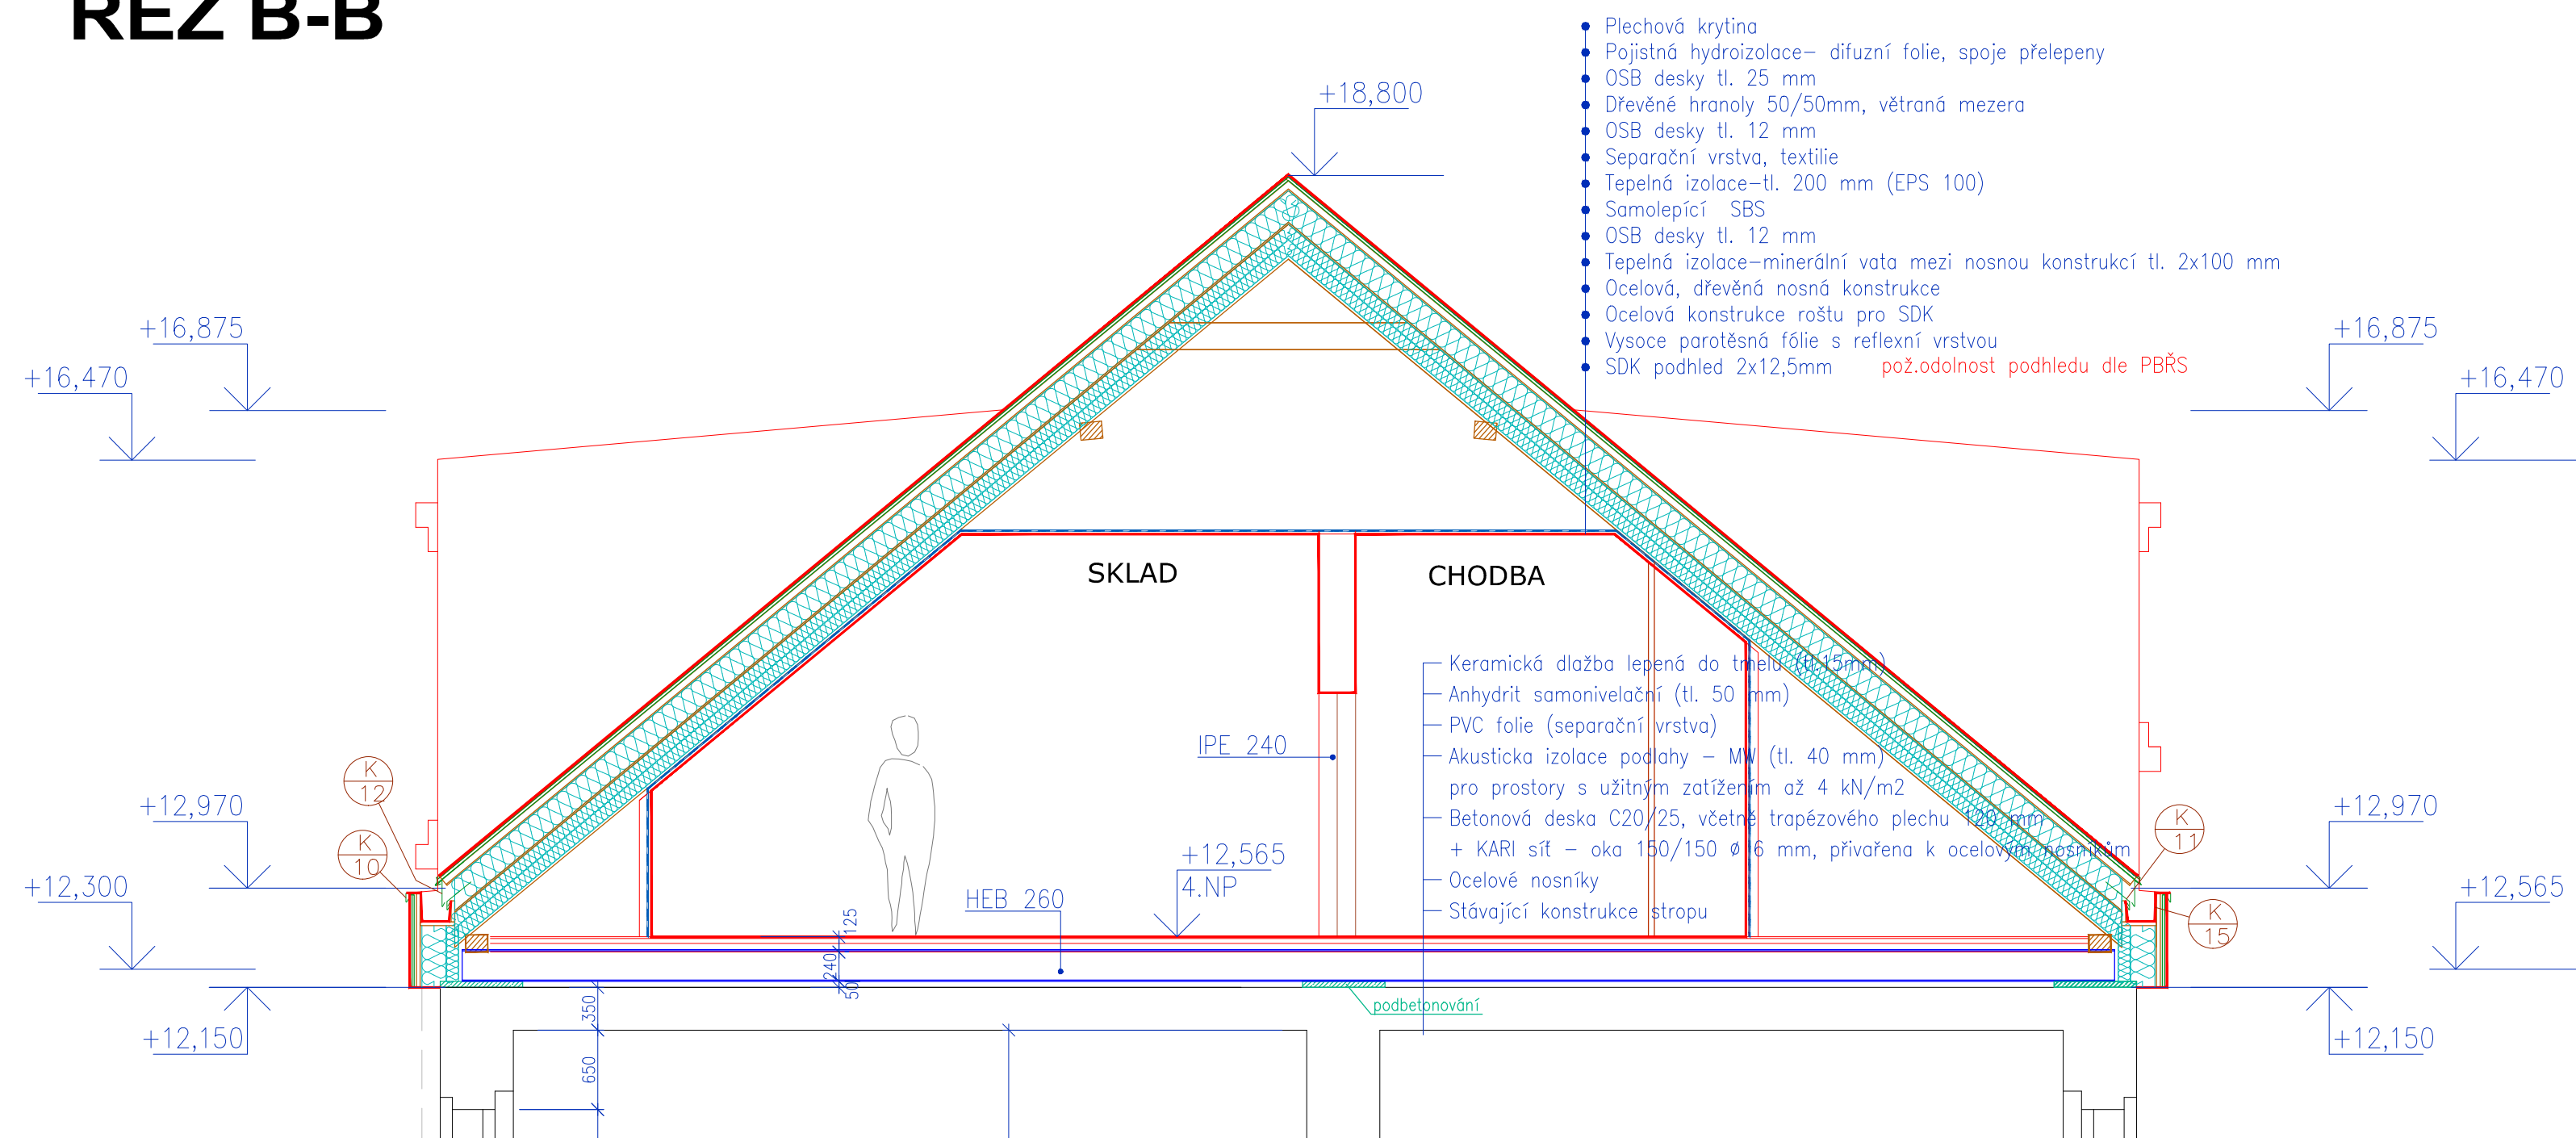 ŘEZ B-B
Plechová krytina
Pojistná hydroizolace- difuzní folie, spoje přelepeny
OSB desky tl. 25 mm
Dřevěné hranoly 50/50mm, větraná mezera
OSB desky tl. 12 mm
Separační vrstva, textilie
Tepelná izolace-tl. 200 mm (EPS 100)
Samolepící SBS
OSB desky tl. 12 mm
Tepelná izolace-minerální vata mezi nosnou konstrukcí tl. 2x100 mm
Ocelová, dřevěná nosná konstrukce
Ocelová konstrukce roštu pro SDK
Vysoce parotěsná fólie s reflexní vrstvou
SDK podhled 2x12,5mm pož.odolnost podhledu dle PBŘS
+18,800
+16,875
+16,470
+16,875
+16,470
SKLAD
CHODBA
Keramická dlažba lepená do tmelu (tl.15mm)
Anhydrit samonivelační (tl. 50 mm)
PVC folie (separační vrstva)
Akusticka izolace podlahy - MW (tl. 40 mm)
pro prostory s užitným zatížením až 4 kN/m2
Betonová deska C20/25, včetně trapézového plechu 120 mm
+ KARI síť - oka 150/150 ø 6 mm, přivařena k ocelovým nosníkům
Ocelové nosníky
Stávající konstrukce stropu
IPE 240
HEB 260
+12,565
4.NP
K
12
K
10
K
11
K
15
+12,970
+12,300
+12,150
+12,970
+12,565
+12,150
125
240
50
350
650
podbetonování